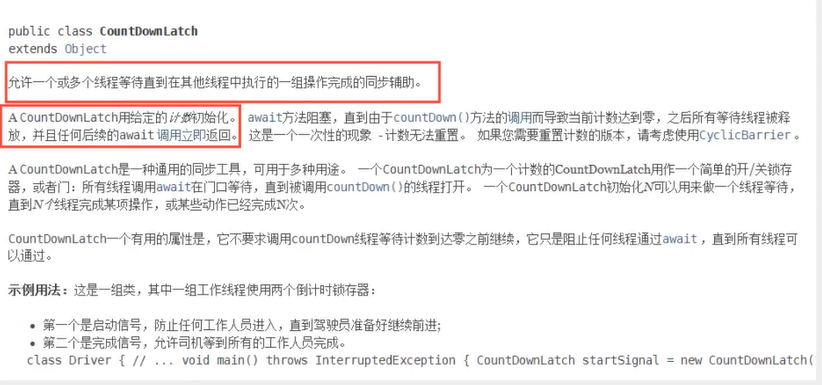 public class CountDownLatch
extends Object
允许一个或多个线程等待直到在其他线程中执行的一组操作完成的同步辅助。
A CountDownLatch用给定的计数初始化。 await方法阻塞，直到由于countDown()方法的调用而导致当前计数达到零，之后所有等待线程被释
放，并且任何后续的await 调用立即返回。 这是一个一次性的现象 - 计数无法重置。 如果您需要重置计数的版本，请考虑使用CyclicBarrier 。
A CountDownLatch是一种通用的同步工具，可用于多种用途。 一个CountDownLatch为一个计数的CountDownLatch用作一个简单的开/关锁存
器，或者门：所有线程调用await在门口等待，直到被调用countDown()的线程打开。 一个CountDownLatch初始化N可以用来做一个线程等待，
直到N个线程完成某项操作，或某些动作已经完成N次。
CountDownLatch一个有用的属性是，它不要求调用countDown线程等待计数到达零之前继续，它只是阻止任何线程通过await ，直到所有线程可
以通过。
示例用法：这是一组类，其中一组工作线程使用两个倒计时锁存器：
• 第一个是启动信号，防止任何工作人员进入，直到驾驶员准备好继续前进;
• 第二个是完成信号，允许司机等到所有的工作人员完成。
class Driver { // ... void main() throws InterruptedException { CountDownLatch startSignal = new CountDownLatch(